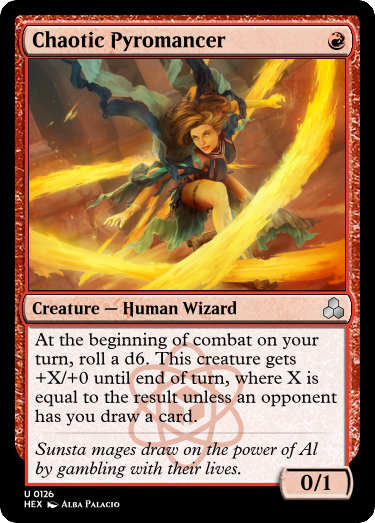 Chaotic Pyromancer
Creature — Human Wizard
At the beginning of combat on your
turn, roll a d6. This creature gets
+X/+0 until end of turn, where X is
equal to the result unless an opponent
has you draw a card.
Sunsta mages draw on the power of Al
by gambling with their lives.
0/1
U 0126
HEX Alba Palacio